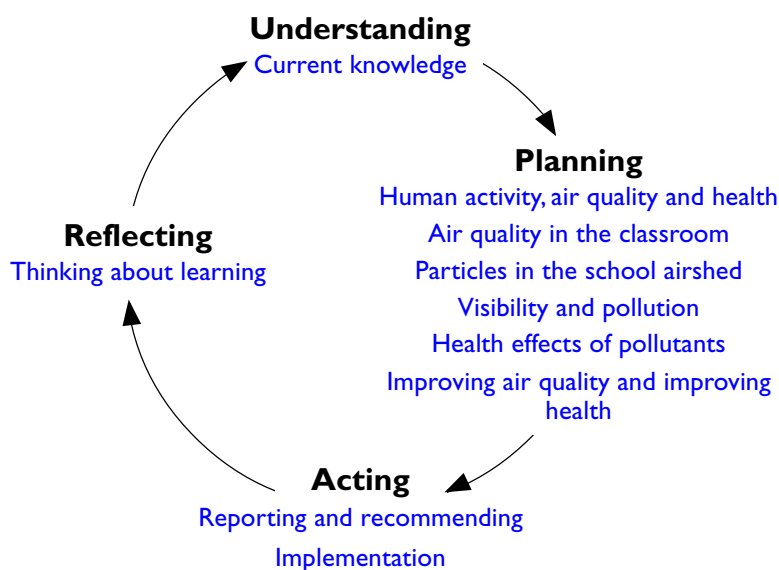 Understanding
Current knowledge
Planning
Human activity, air quality and health
Air quality in the classroom
Particles in the school airshed
Visibility and pollution
Health effects of pollutants
Improving air quality and improving
health
Acting
Reporting and recommending
Implementation
Reflecting
Thinking about learning